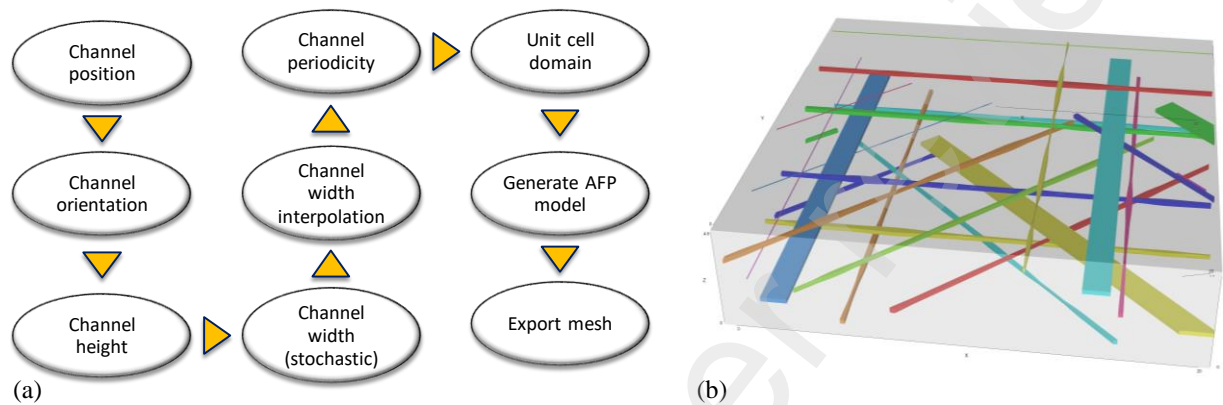 Channel
position
Channel
orientation
Channel
height
Channel
width
(stochastic)
Channel
width
interpolation
Channel
periodicity
Unit cell
domain
Generate AFP
model
Export mesh
(a)
(b)